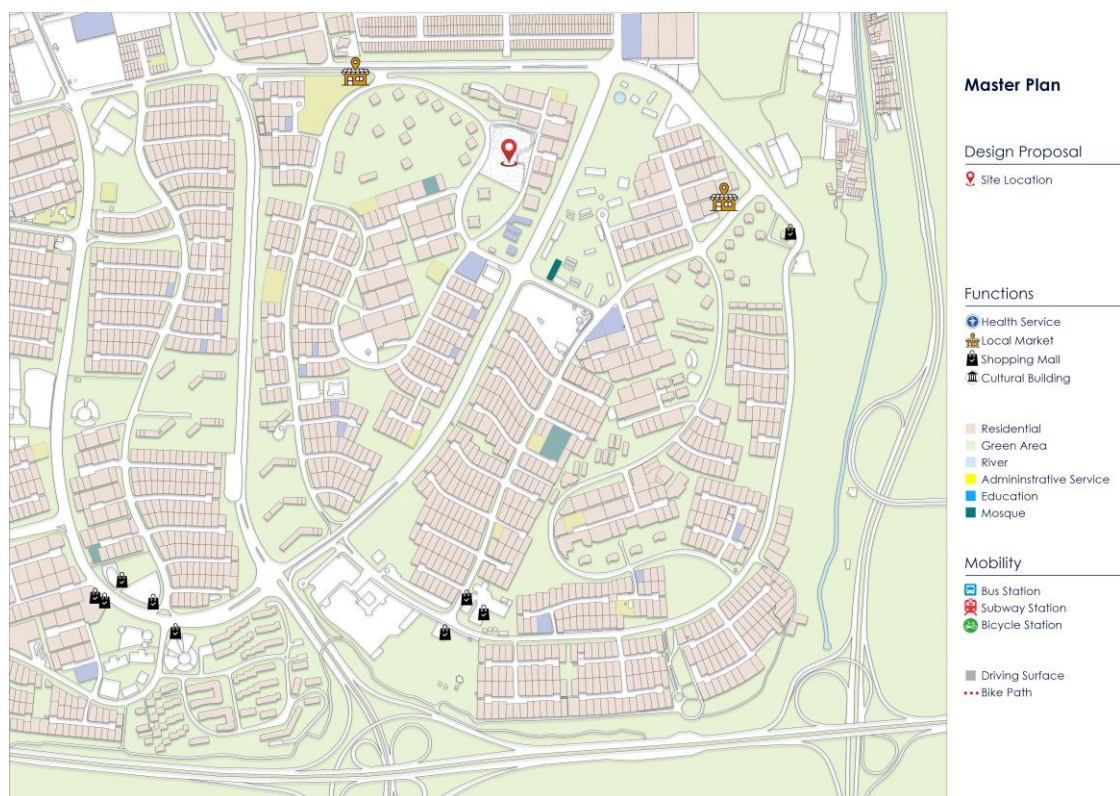 Master Plan
Design Proposal
Site Location
Functions
Health Service
Local Market
Shopping Mall
Cultural Building
Residential
Green Area
River
Admininstrative Service
Education
Mosque
Mobility
Bus Station
Subway Station
Bicycle Station
Driving Surface
Bike Path